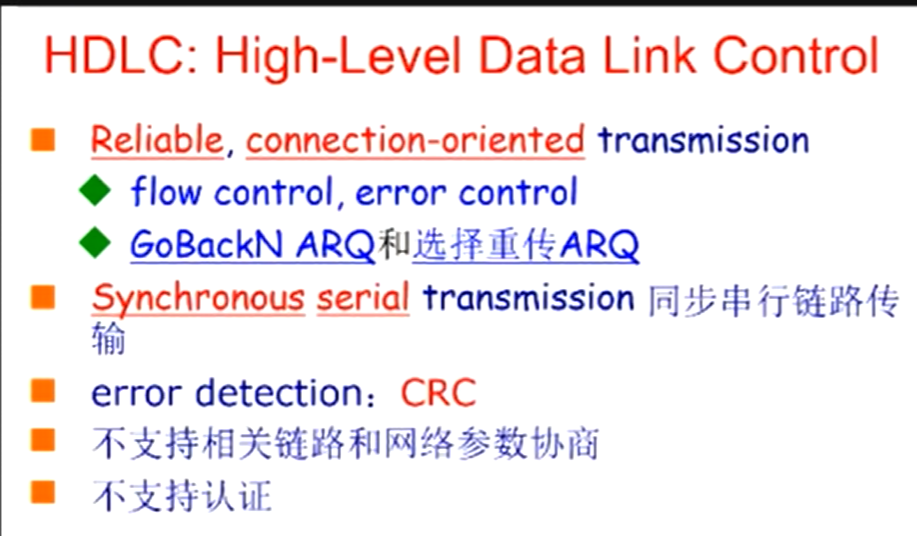 HDLC: High-Level Data Link Control
Reliable, connection-oriented transmission
flow control, error control
GoBackN ARQ和选择重传ARQ
Synchronous serial transmission 同步串行链路传
输
error detection：CRC
不支持相关链路和网络参数协商
不支持认证